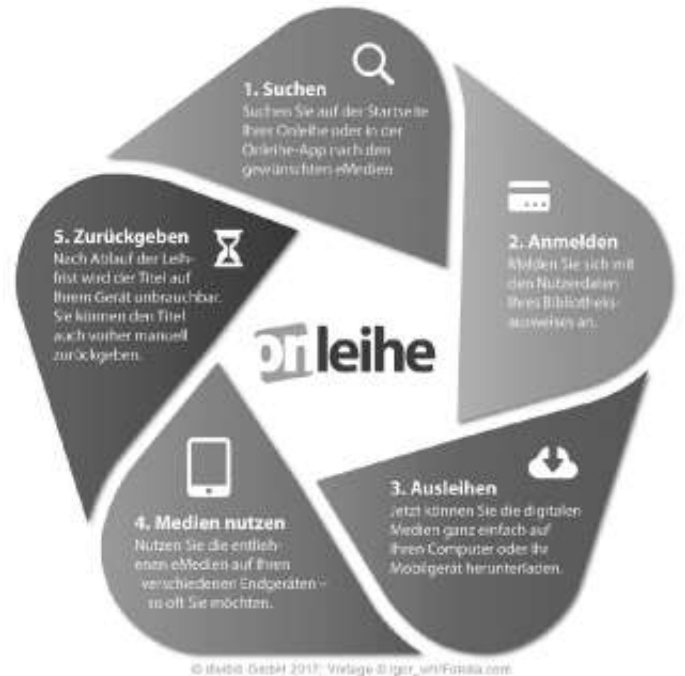 1. Suchen
Suchen Sie auf der Startseite
Ihrer Onleihe oder in der
Onleihe-App nach den
gewünschten eMedien.
2. Anmelden
Melden Sie sich mit
den Nutzerdaten
Ihres Bibliotheks-
ausweises an.
3. Ausleihen
Jetzt können Sie die digitalen
Medien ganz einfach auf
Ihren Computer oder Ihr
Mobilgerät herunterladen.
4. Medien nutzen
Nutzen Sie die entlieh-
enen eMedien auf Ihren
verschiedenen Endgeräten –
so oft Sie möchten.
5. Zurückgeben
Nach Ablauf der Leih-
frist wird der Titel auf
Ihrem Gerät unbrauchbar.
Sie können den Titel
auch vorher manuell
zurückgeben.
onleihe
© divibib GmbH 2017; Vorlage © /Fotolia.com